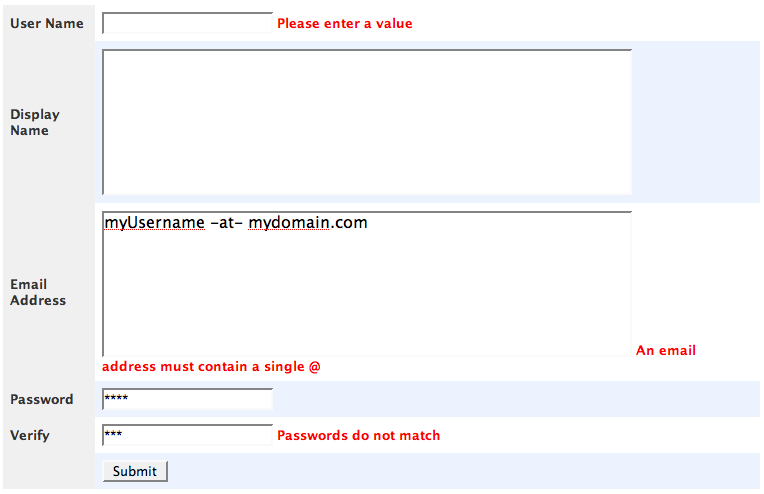 User Name Please enter a value
Display
Name
myUsername -at- mydomain.com
Email
Address
An email
address must contain a single @
Password ****
Verify *** Passwords do not match
Submit